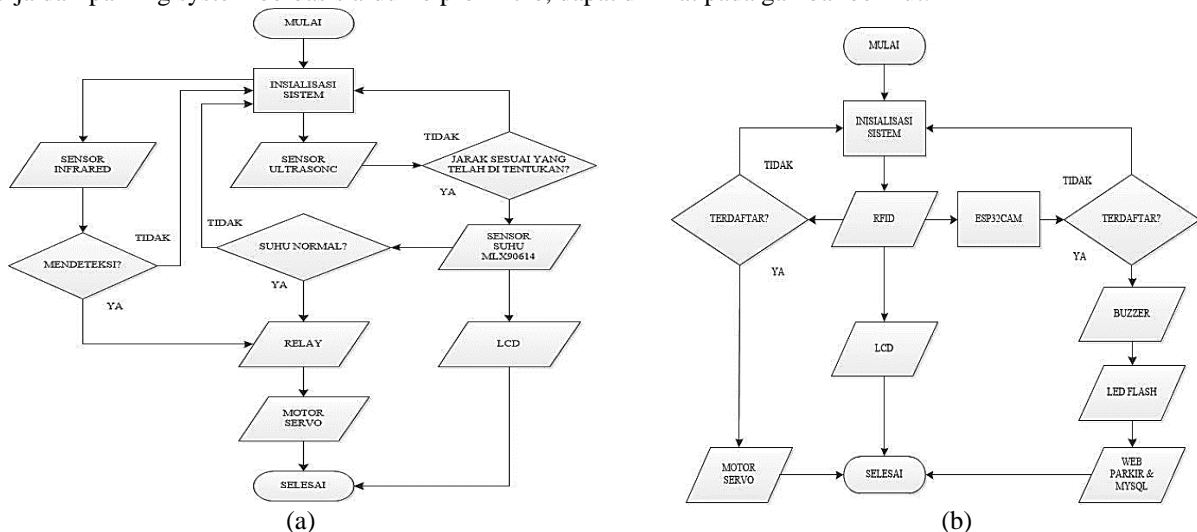 MULAI
INSIALISASI
SISTEM
TIDAK
SENSOR
INFRARED
SENSOR
ULTRASONC
JARAK SESUAI YANG
TELAH DI TENTUKAN?
YA
TIDAK
TIDAK
MENDETEKSI?
SUHU NORMAL?
SENSOR
SUHU
MLX90614
YA
YA
RELAY
LCD
MOTOR
SERVO
SELESAI
(a)
MULAI
INISIALISASI
SISTEM
TIDAK
TIDAK
TERDAFTAR?
RFID
ESP32CAM
TERDAFTAR?
YA
YA
BUZZER
LCD
LED FLASH
MOTOR
SERVO
SELESAI
WEB
PARKIR &
MYSQL
(b)